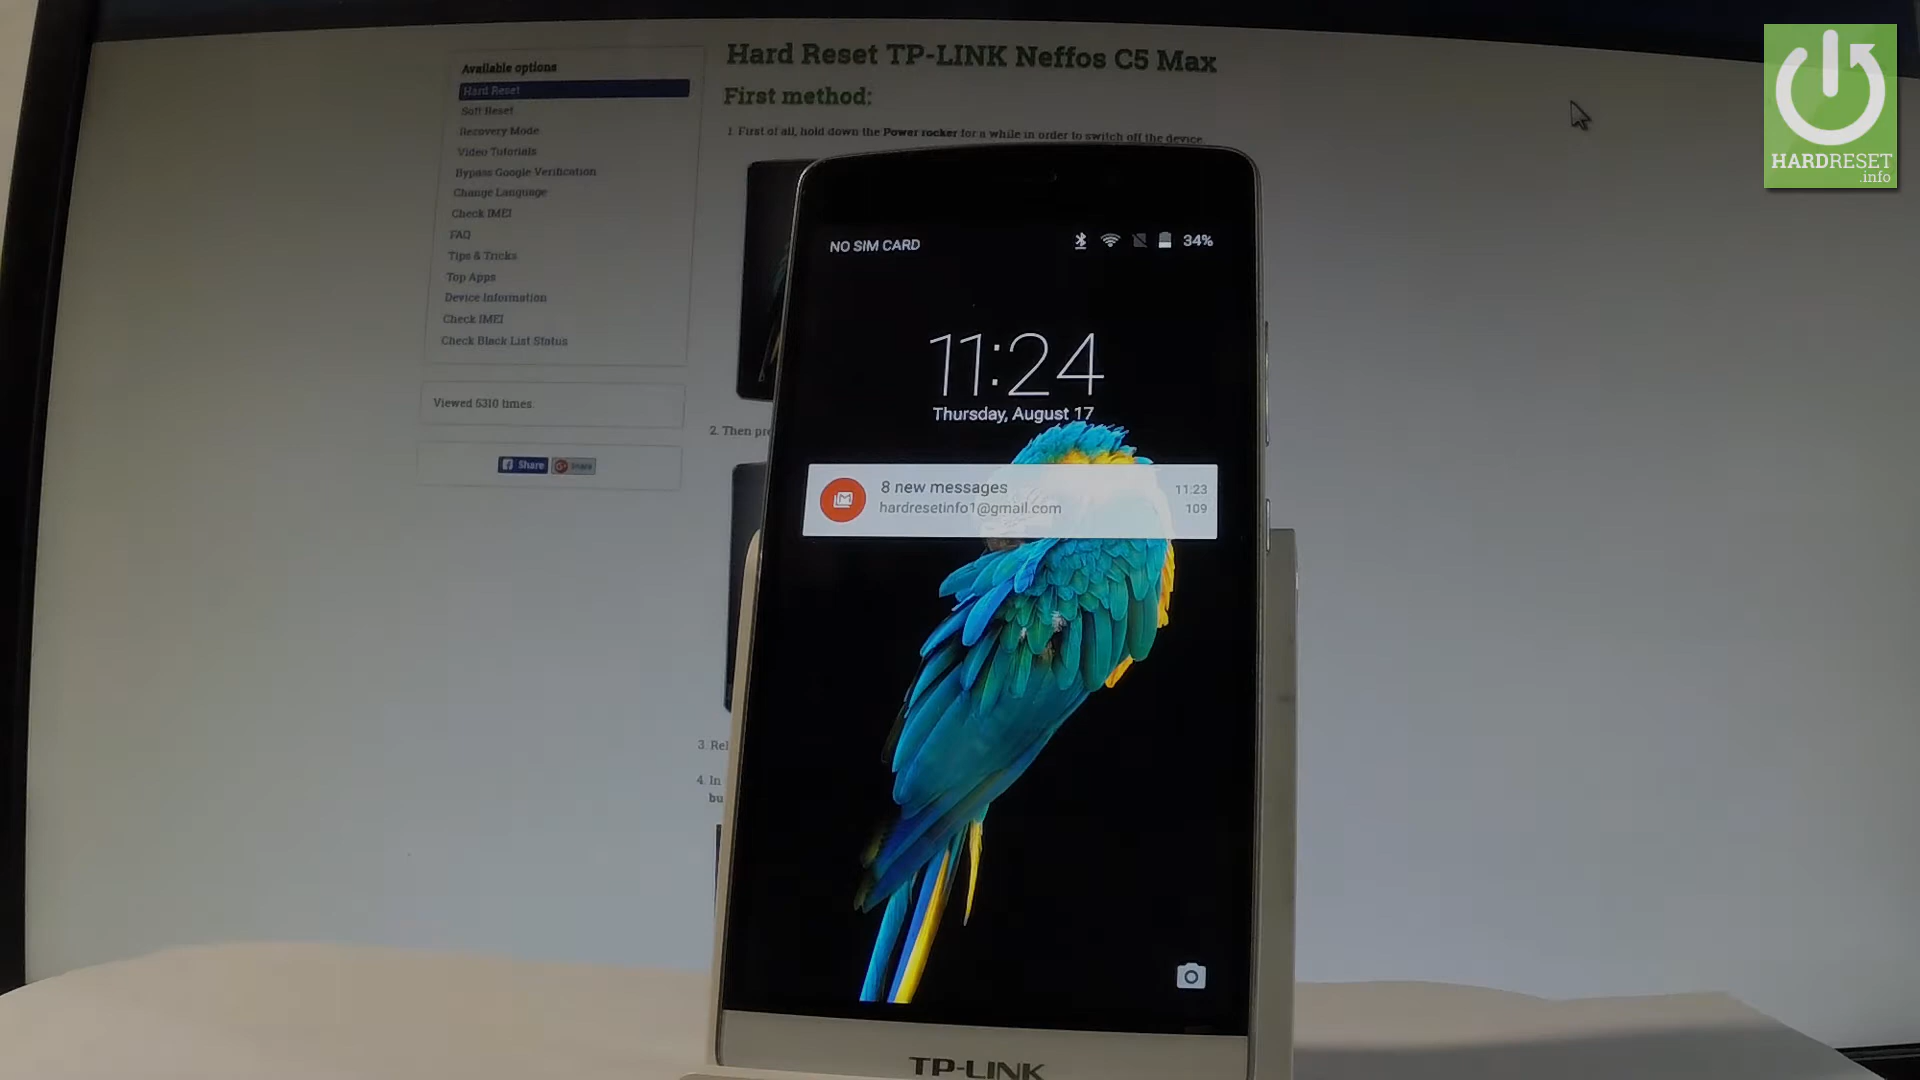 Hard Reset TP-LINK Neffos C5 Max
First method:
1. First of all, hold down the Power rocker for a while in order to switch off the device
Available options
Hard Reset
Soft Reset
Recovery Mode
Video Tutorials
Bypass Google Verification
Change Language
Check IMEI
FAQ
Tips & Tricks
Top Apps
Device Information
Check IMEI
Check Black List Status
Viewed 5310 times.
Share
Share
2. Then
3.
4. In
HARDRESET
.info
NO SIM CARD
34%
11:24
Thursday, August 17
8 new messages
11:23
hardresetinfo1@gmail.com
109
TP-LINK